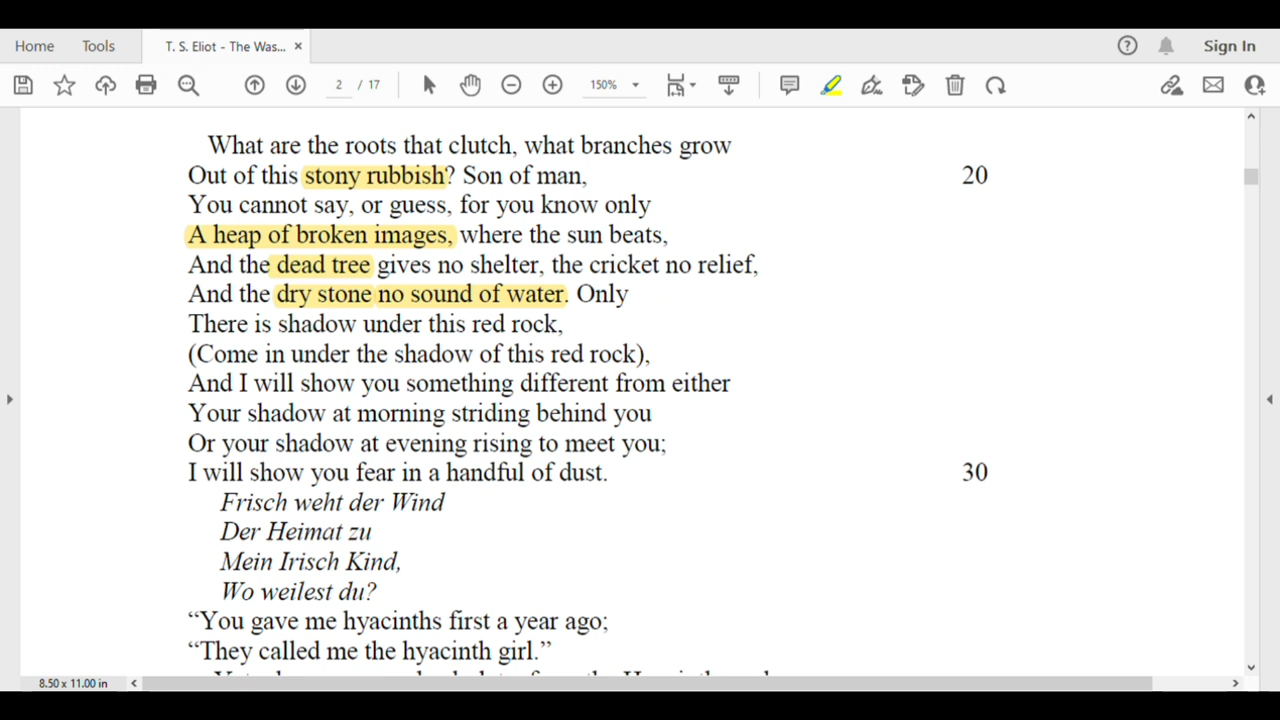 Home Tools T. S. Eliot - The Was... × Sign In
2 / 17 150%
What are the roots that clutch, what branches grow
Out of this stony rubbish? Son of man, 20
You cannot say, or guess, for you know only
A heap of broken images, where the sun beats,
And the dead tree gives no shelter, the cricket no relief,
And the dry stone no sound of water. Only
There is shadow under this red rock,
(Come in under the shadow of this red rock),
And I will show you something different from either
Your shadow at morning striding behind you
Or your shadow at evening rising to meet you;
I will show you fear in a handful of dust. 30
Frisch weht der Wind
Der Heimat zu
Mein Irisch Kind,
Wo weilest du?
“You gave me hyacinths first a year ago;
“They called me the hyacinth girl.”
8.50 x 11.00 in